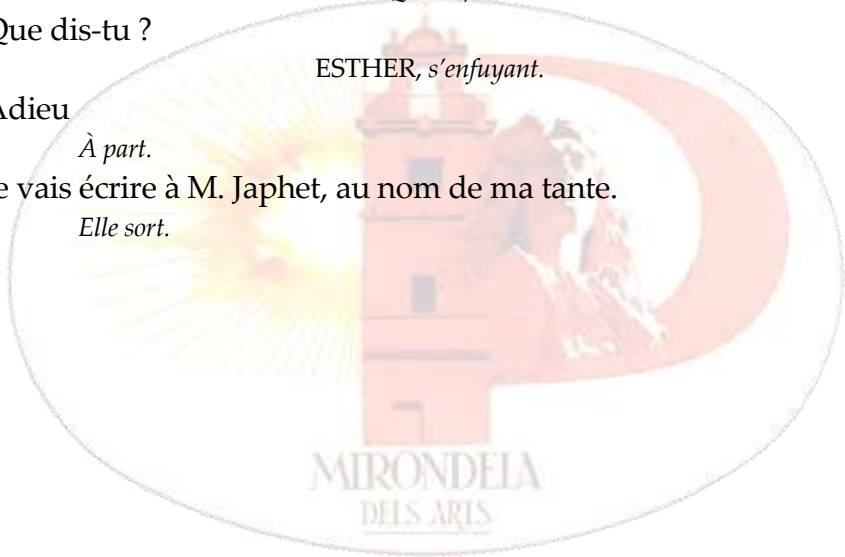 Que dis-tu ?
ESTHER, s'enfuyant.
Adieu
À part.
e vais écrire à M. Japhet, au nom de ma tante.
Elle sort.
MIRONDELA
DELS ARTS